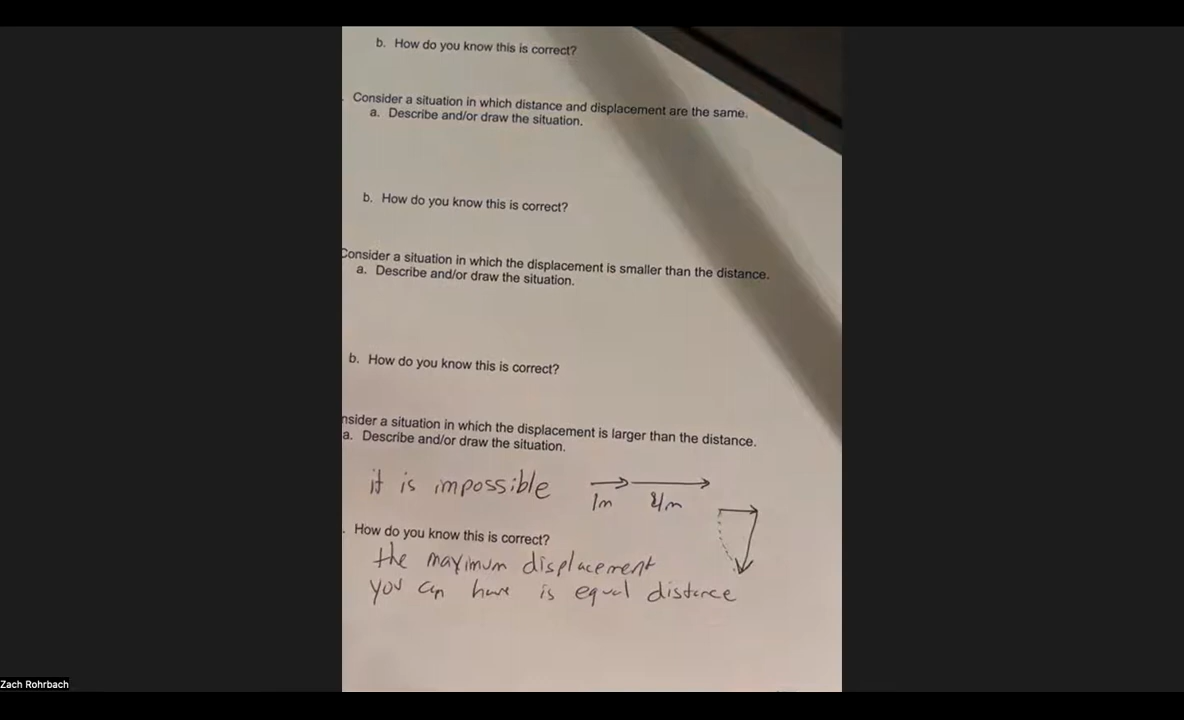 b. How do you know this is correct?
Consider a situation in which distance and displacement are the same.
a. Describe and/or draw the situation.
b. How do you know this is correct?
Consider a situation in which the displacement is smaller than the distance.
a. Describe and/or draw the situation.
b. How do you know this is correct?
nsider a situation in which the displacement is larger than the distance.
a. Describe and/or draw the situation.
it is impossible
1m
. How do you know this is correct?
the maximum displacement
you can have is equal distance
Zach Rohrbach